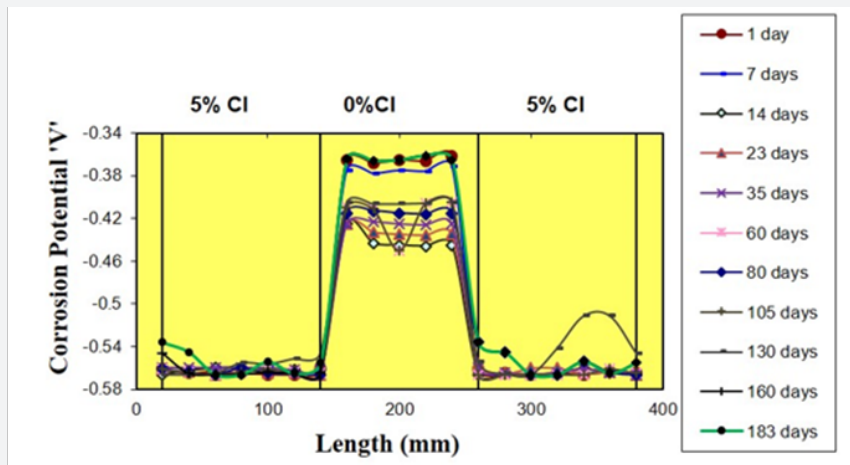 5% Cl 0%Cl 5% Cl
Corrosion Potential 'V'
-0.34
-0.38
-0.42
-0.46
-0.5
-0.54
-0.58
0 100 200 300 400
Length (mm)
1 day
7 days
14 days
23 days
35 days
60 days
80 days
105 days
130 days
160 days
183 days